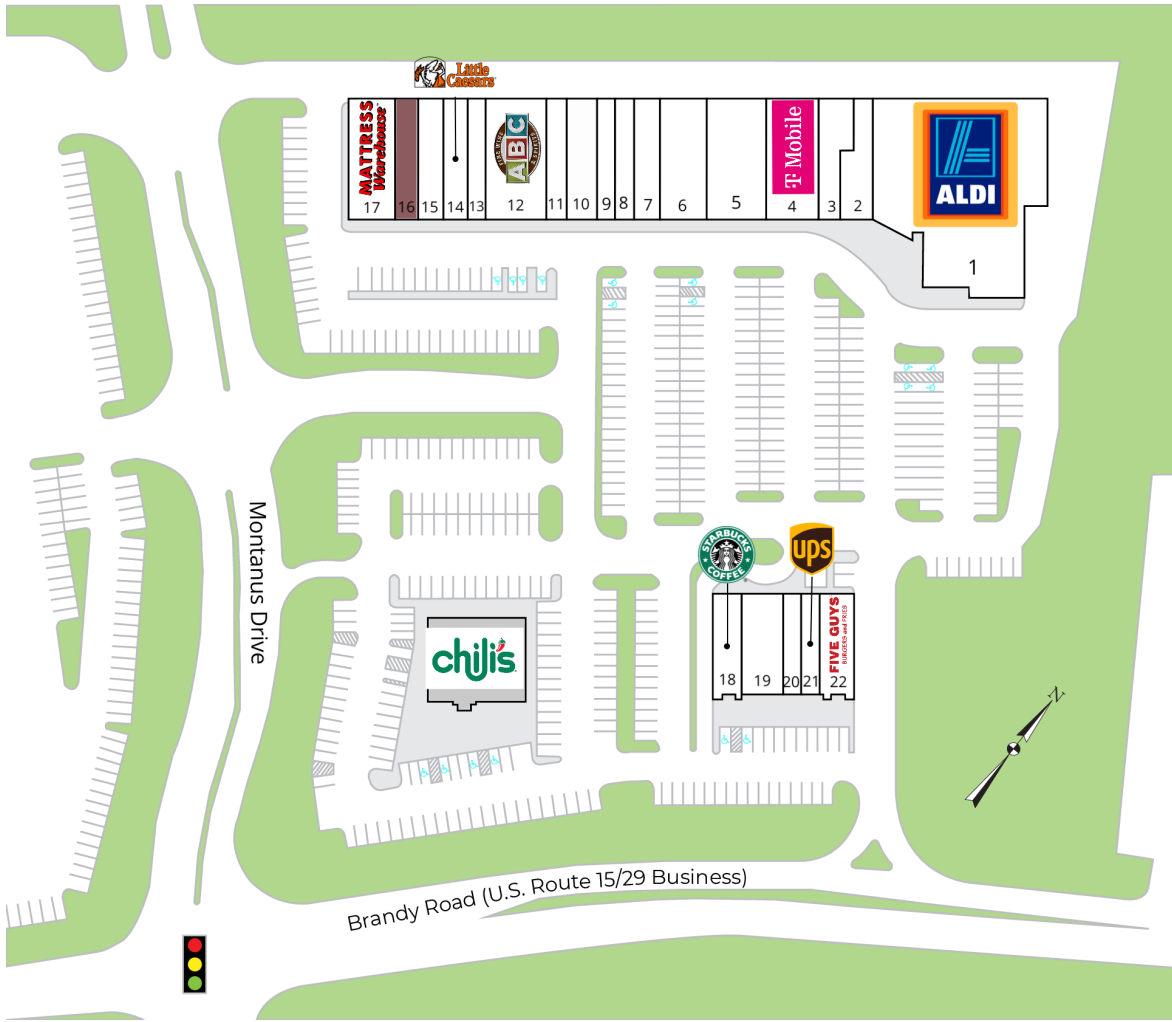 Little
Caesars
MATTRESS
Warehouse
ABC
T Mobile
ALDI
17 16 15 14 13 12 11 10 9 8 7 6 5 4 3 2
1
Montanus Drive
STARBUCKS
COFFEE
ups
chili's
FIVE GUYS
BURGERS and FRIES
18 19 20 21 22
N
Brandy Road (U.S. Route 15/29 Business)